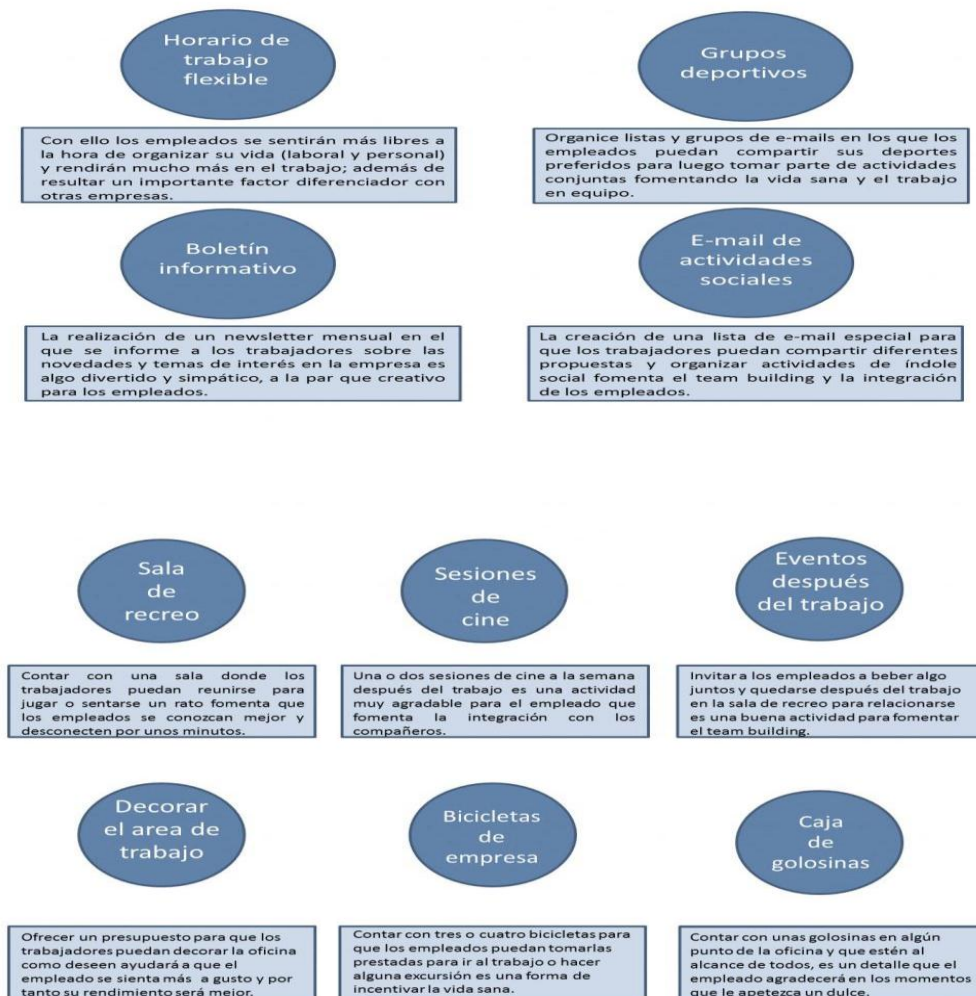 Horario de
trabajo
flexible
Con ello los empleados se sentirán más libres a
la hora de organizar su vida (laboral y personal)
y rendirán mucho más en el trabajo; además de
resultar un importante factor diferenciador con
otras empresas.
Grupos
deportivos
Organice listas y grupos de e-mails en los que los
empleados puedan compartir sus deportes
preferidos para luego tomar parte de actividades
conjuntas fomentando la vida sana y el trabajo
en equipo.
Boletín
informativo
La realización de un newsletter mensual en el
que se informe a los trabajadores sobre las
novedades y temas de interés en la empresa es
algo divertido y simpático, a la par que creativo
para los empleados.
E-mail de
actividades
sociales
La creación de una lista de e-mail especial para
que los trabajadores puedan compartir diferentes
propuestas y organizar actividades de índole
social fomenta el team building y la integración
de los empleados.
Sala
de
recreo
Contar con una sala donde los
trabajadores puedan reunirse para
jugar o sentarse un rato fomenta que
los empleados se conozcan mejor y
desconecten por unos minutos.
Sesiones
de
cine
Una o dos sesiones de cine a la semana
después del trabajo es una actividad
muy agradable para el empleado que
fomenta la integración con los
compañeros.
Eventos
después
del trabajo
Invitar a los empleados a beber algo
juntos y quedarse después del trabajo
en la sala de recreo para relacionarse
es una buena actividad para fomentar
el team building.
Decorar
el area de
trabajo
Ofrecer un presupuesto para que los
trabajadores puedan decorar la oficina
como deseen ayudará a que el
empleado se sienta más a gusto y por
tanto su rendimiento será mejor.
Bicicletas
de
empresa
Contar con tres o cuatro bicicletas para
que los empleados puedan tomarlas
prestadas para ir al trabajo o hacer
alguna excursión es una forma de
incentivar la vida sana.
Caja
de
golosinas
Contar con unas golosinas en algún
punto de la oficina y que estén al
alcance de todos, es un detalle que el
empleado agradecerá en los momentos
que le apetezca un dulce.